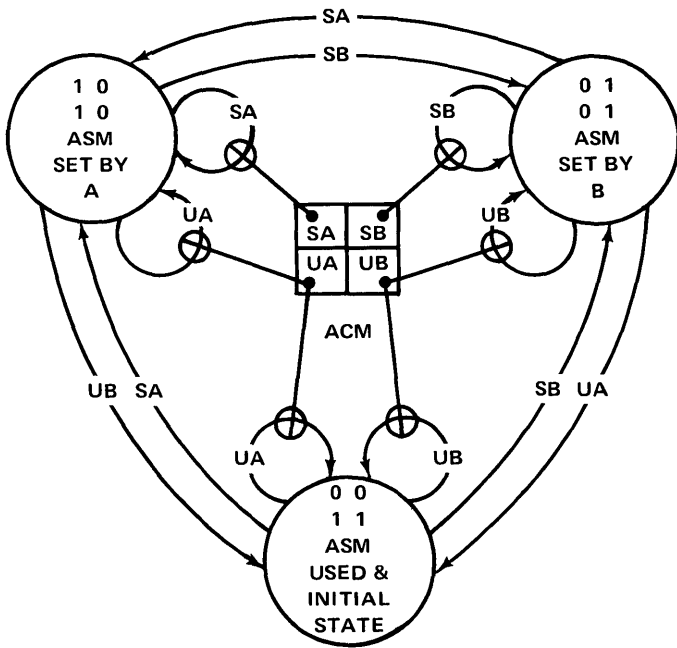 SA
SB
1 0
1 0
ASM
SET BY
A
SA
UA
SB
UB
0 1
0 1
ASM
SET BY
B
SA SB
UA UB
ACM
UB SA
SB UA
UA
UB
0 0
1 1
ASM
USED &
INITIAL
STATE